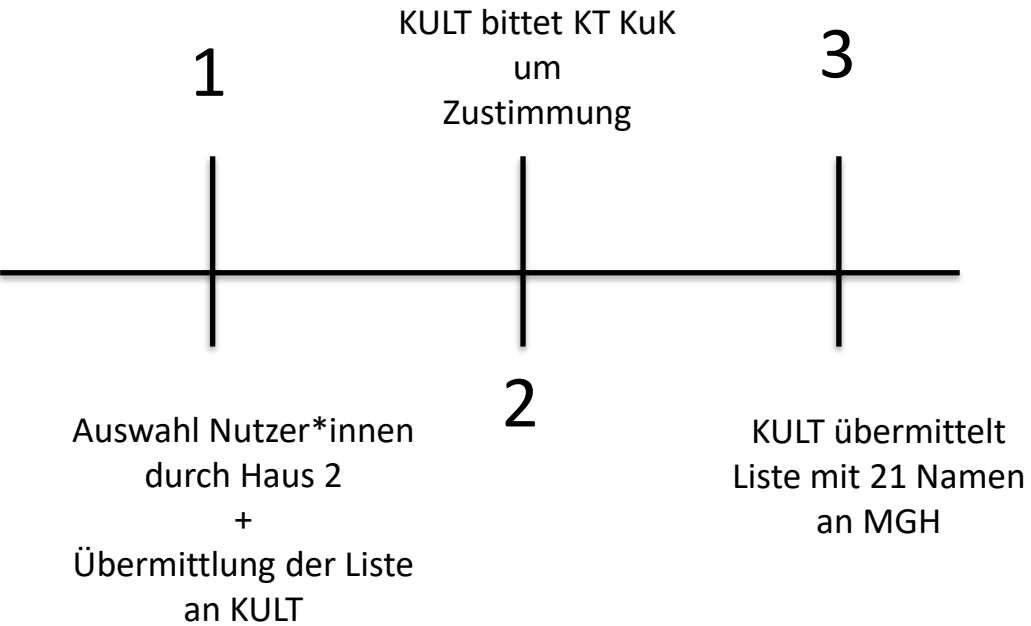 1
Auswahl Nutzer*innen
durch Haus 2
+
Übermittlung der Liste
an KULT
KULT bittet KT KuK
um
Zustimmung
2
3
KULT übermittelt
Liste mit 21 Namen
an MGH